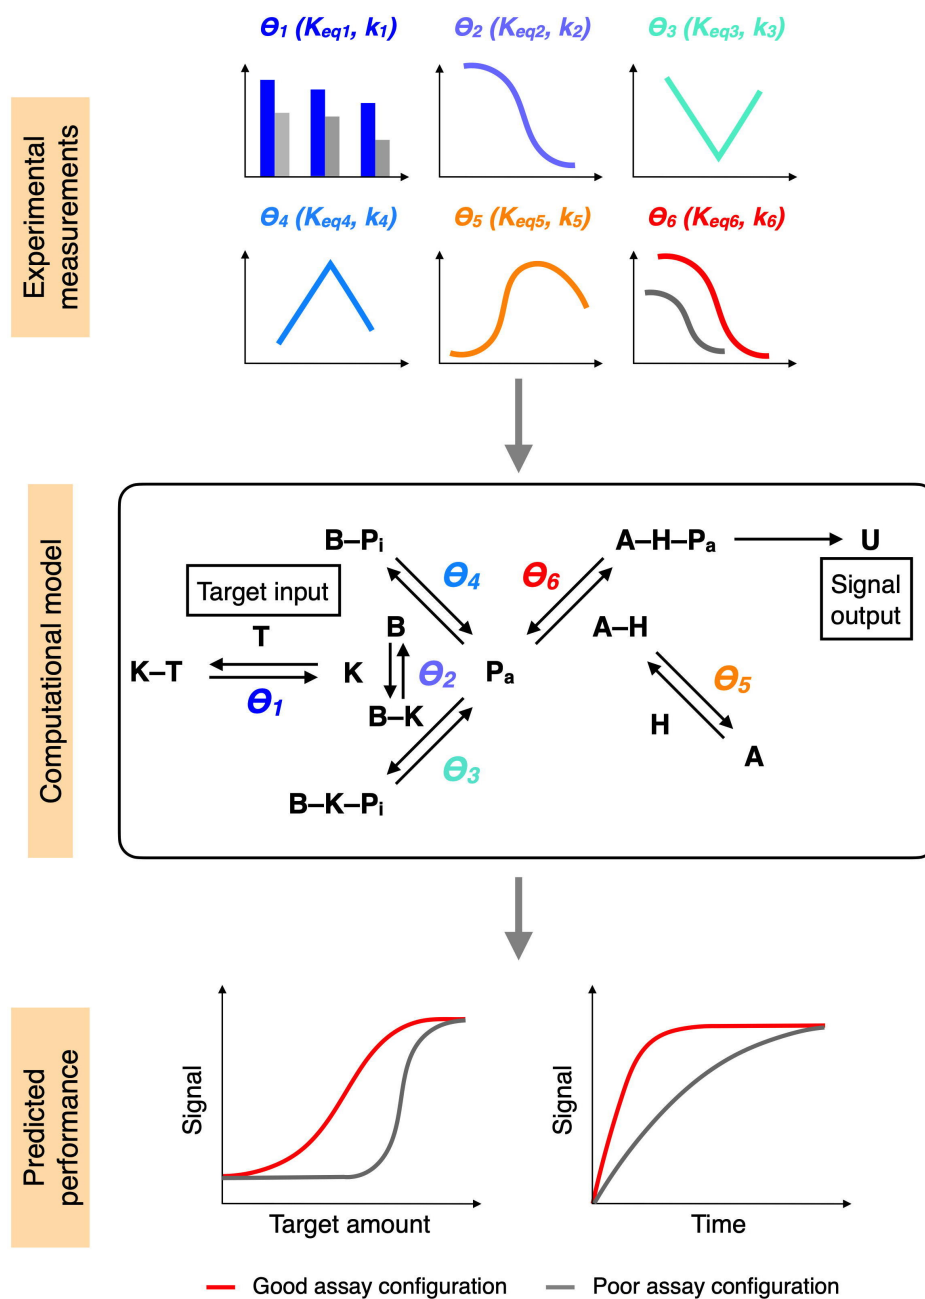 Experimental
measurements
ϴ1 (Keq1, k1)
ϴ2 (Keq2, k2)
ϴ3 (Keq3, k3)
ϴ4 (Keq4, k4)
ϴ5 (Keq5, k5)
ϴ6 (Keq6, k6)
Computational model
B–Pi
A–H–Pa
U
Target input
ϴ4
ϴ6
Signal
output
T
B
A–H
K–T
K
ϴ2
Pa
ϴ5
ϴ1
B–K
H
ϴ3
A
B–K–Pi
Predicted
performance
Signal
Target amount
Signal
Time
Good assay configuration
Poor assay configuration